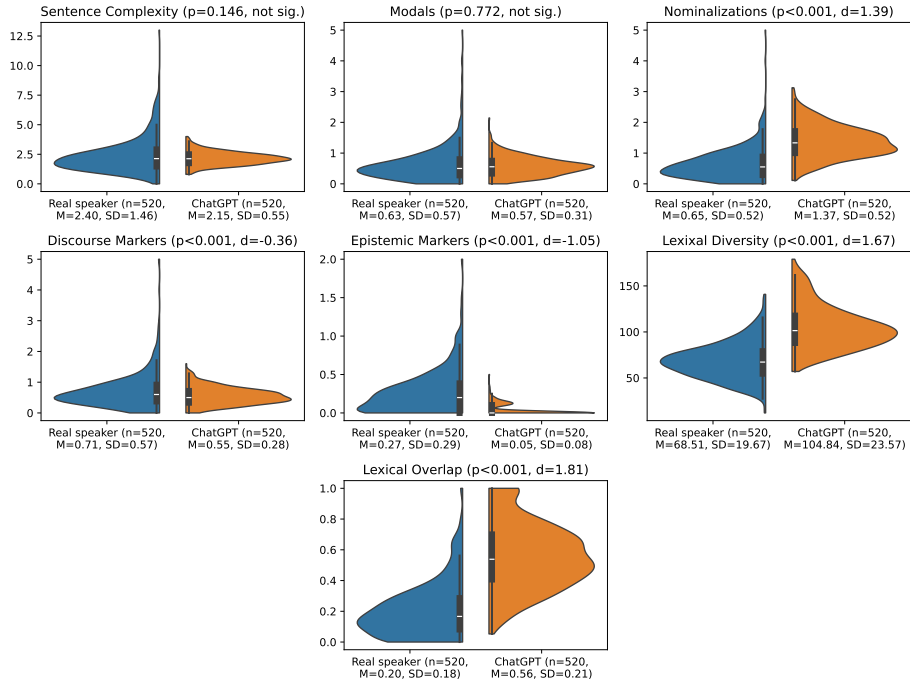 Sentence Complexity (p=0.146, not sig.)
12.5
10.0
7.5
5.0
2.5
0.0
Real speaker (n=520,
M=2.40, SD=1.46)
ChatGPT (n=520,
M=2.15, SD=0.55)
Modals (p=0.772, not sig.)
5
4
3
2
1
0
Real speaker (n=520,
M=0.63, SD=0.57)
ChatGPT (n=520,
M=0.57, SD=0.31)
Nominalizations (p<0.001, d=1.39)
5
4
3
2
1
0
Real speaker (n=520,
M=0.65, SD=0.52)
ChatGPT (n=520,
M=1.37, SD=0.52)
Discourse Markers (p<0.001, d=-0.36)
5
4
3
2
1
0
Real speaker (n=520,
M=0.71, SD=0.57)
ChatGPT (n=520,
M=0.55, SD=0.28)
Epistemic Markers (p<0.001, d=-1.05)
2.0
1.5
1.0
0.5
0.0
Real speaker (n=520,
M=0.27, SD=0.29)
ChatGPT (n=520,
M=0.05, SD=0.08)
Lexixal Diversity (p<0.001, d=1.67)
150
100
50
Real speaker (n=520,
M=68.51, SD=19.67)
ChatGPT (n=520,
M=104.84, SD=23.57)
Lexical Overlap (p<0.001, d=1.81)
1.0
0.8
0.6
0.4
0.2
0.0
Real speaker (n=520,
M=0.20, SD=0.18)
ChatGPT (n=520,
M=0.56, SD=0.21)